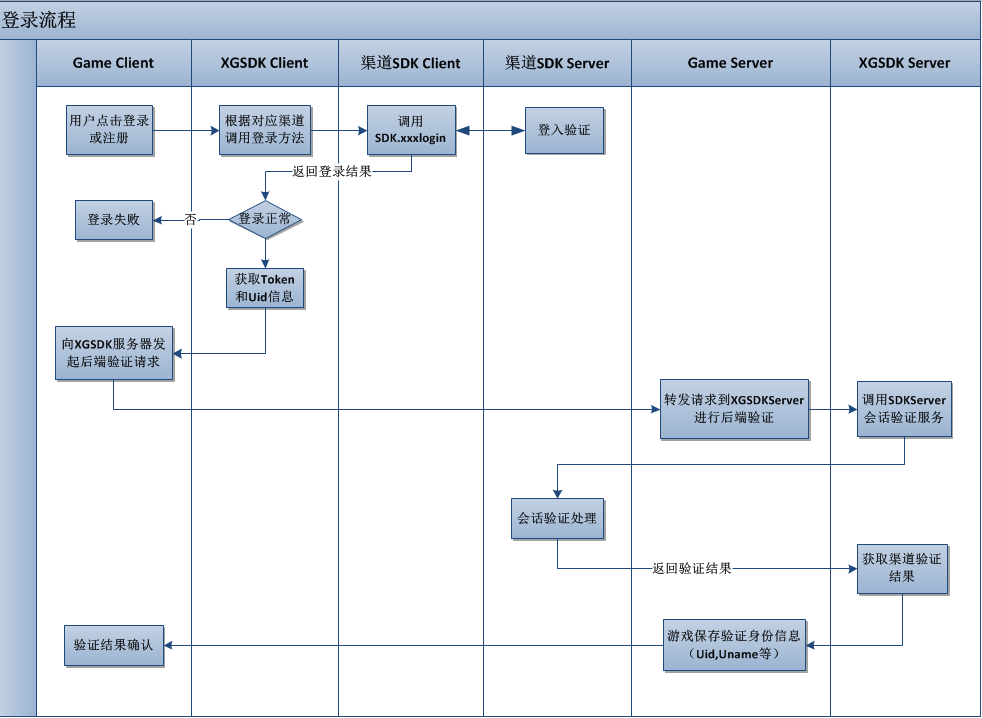 登录流程
Game Client
XGSDK Client
渠道SDK Client
渠道SDK Server
Game Server
XGSDK Server
用户点击登录
或注册
根据对应渠道
调用登录方法
调用
SDK.xxxlogin
登入验证
返回登录结果
登录失败
否
登录正常
获取Token
和Uid信息
向XGSDK服务器发
起后端验证请求
转发请求到XGSDKServer
进行后端验证
调用SDKServer
会话验证服务
会话验证处理
返回验证结果
获取渠道验证
结果
验证结果确认
游戏保存验证身份信息
（Uid,Uname等）